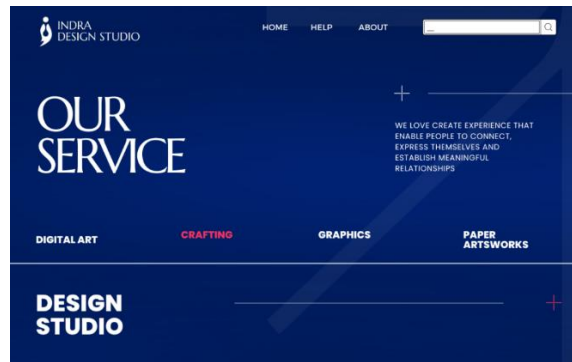 INDRA
DESIGN STUDIO
HOME HELP ABOUT
OUR
SERVICE
WE LOVE CREATE EXPERIENCE THAT
ENABLE PEOPLE TO CONNECT,
EXPRESS THEMSELVES AND
ESTABLISH MEANINGFUL
RELATIONSHIPS
DIGITAL ART
CRAFTING
GRAPHICS
PAPER
ARTSWORKS
DESIGN
STUDIO